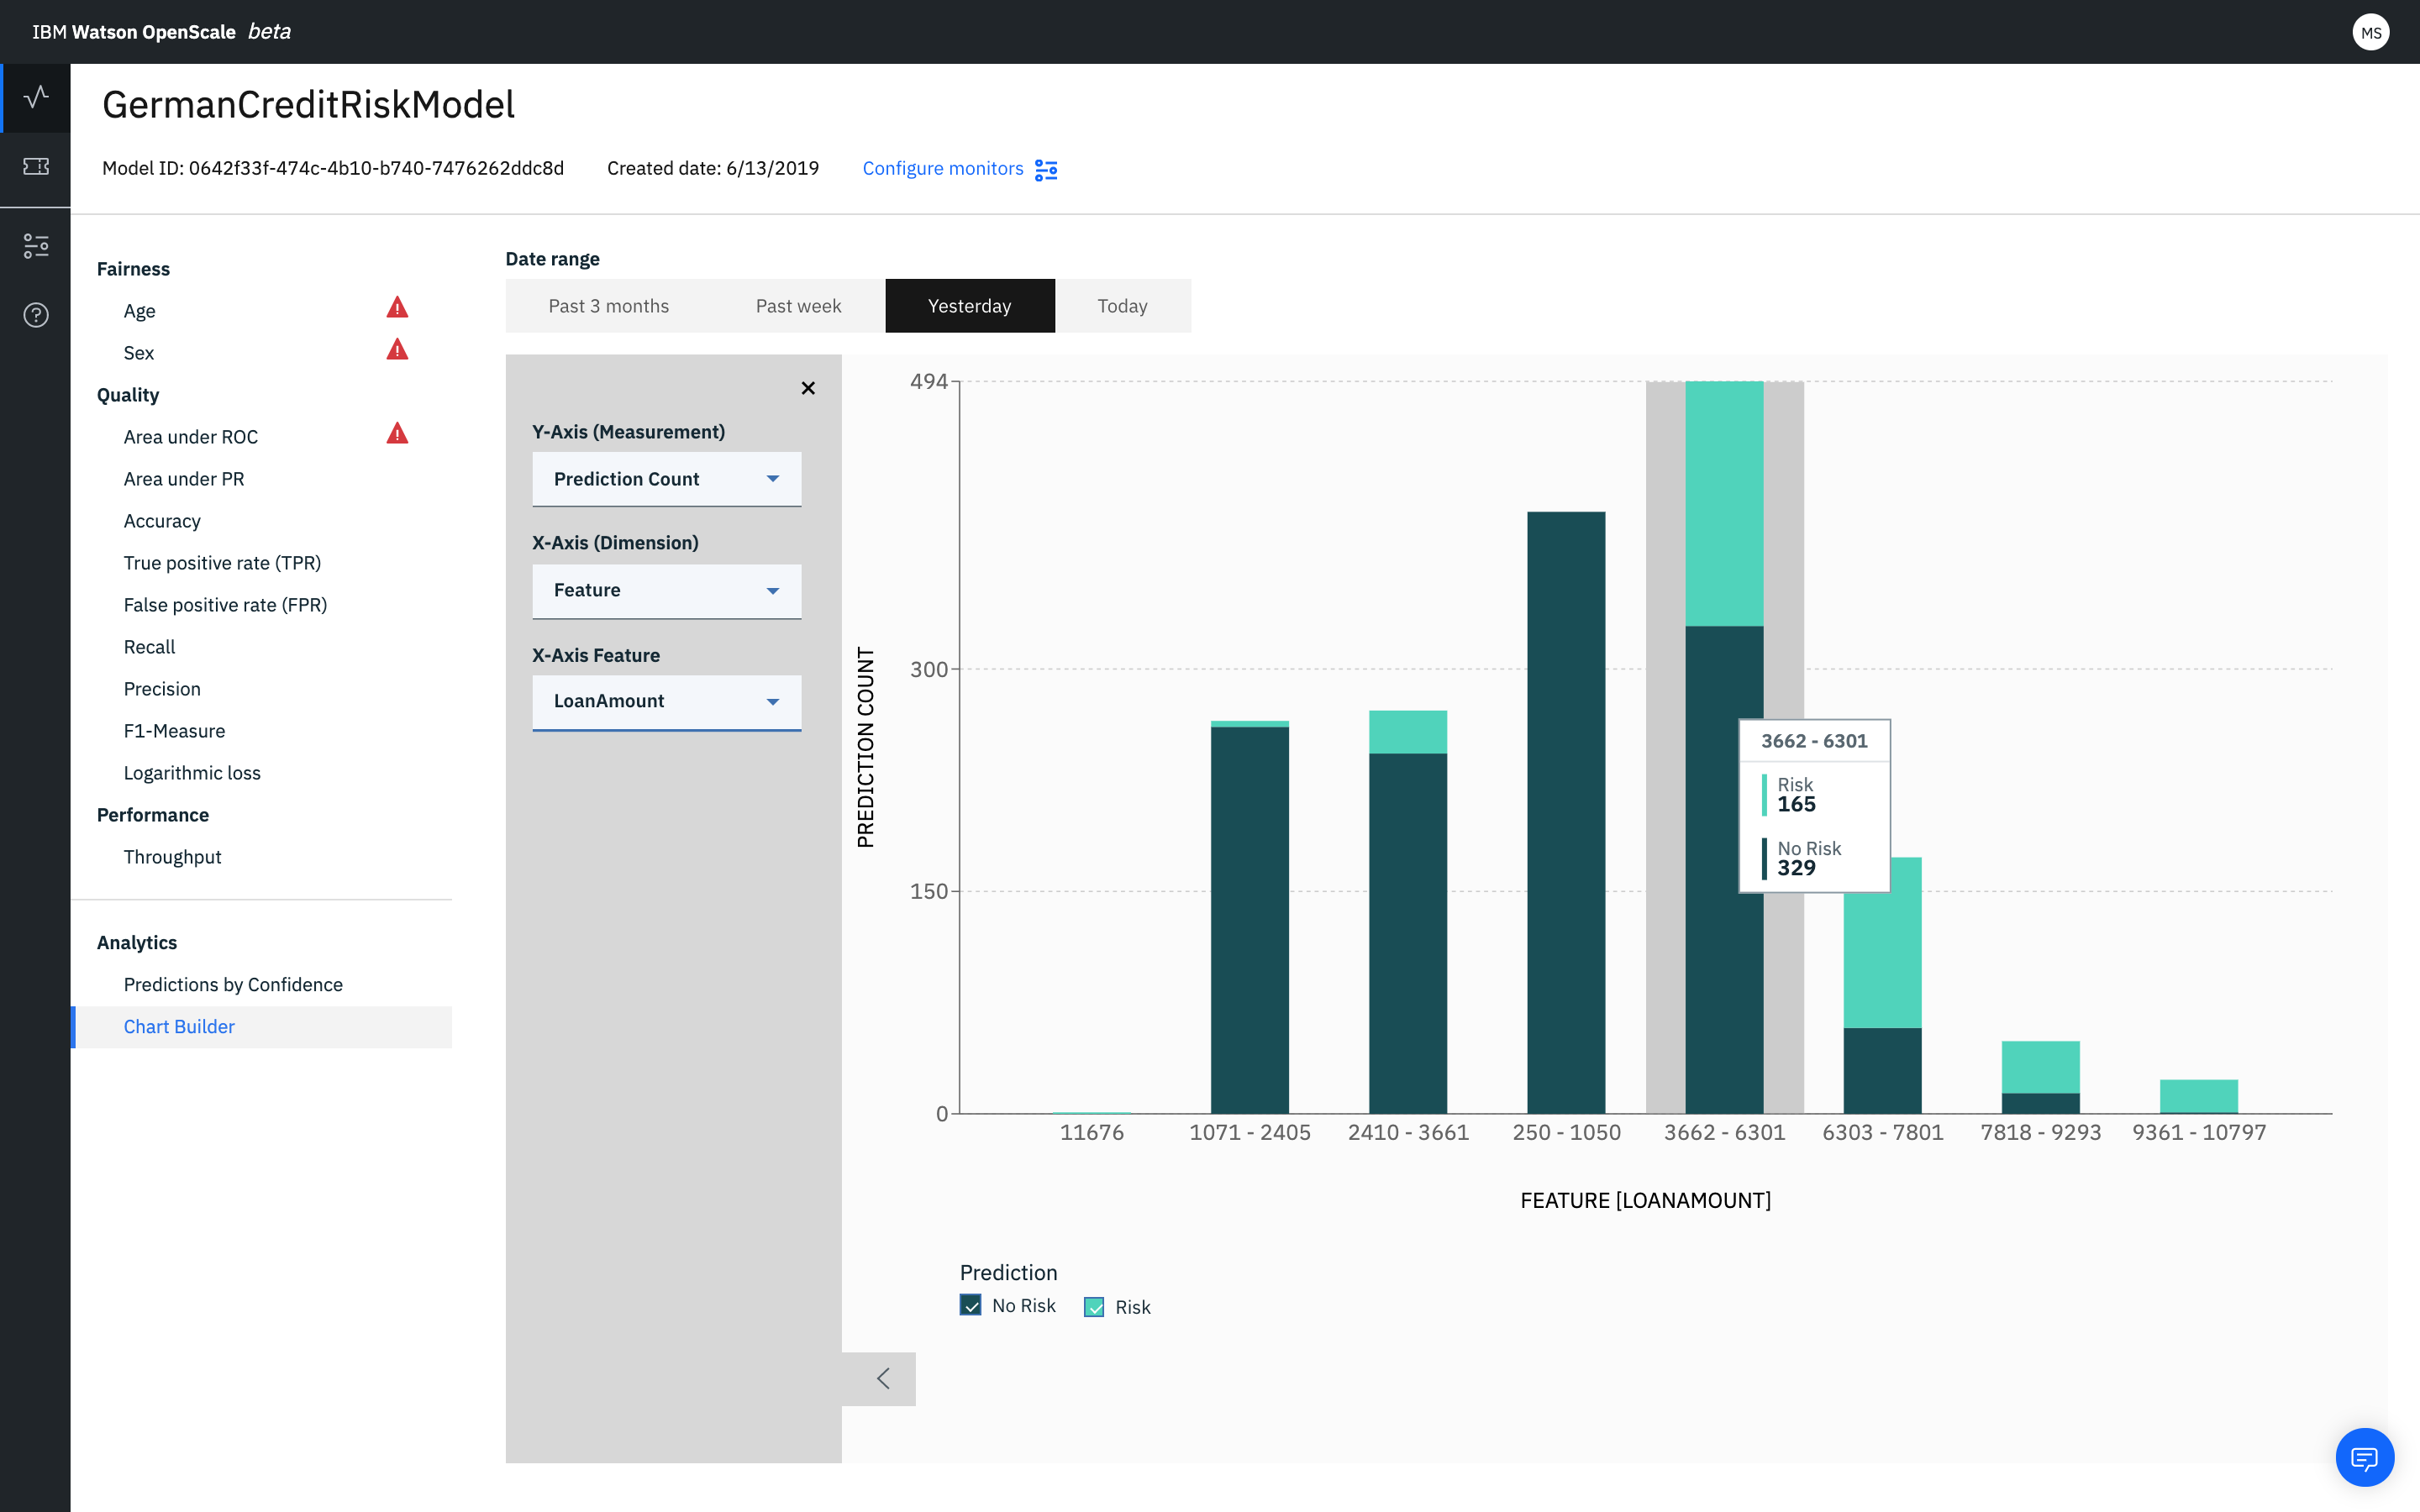 IBM Watson OpenScale beta
MS
GermanCreditRiskModel
Model ID: 0642f33f-474c-4b10-b740-7476262ddc8d Created date: 6/13/2019 Configure monitors
Fairness
Age
Sex
Quality
Area under ROC
Area under PR
Accuracy
True positive rate (TPR)
False positive rate (FPR)
Recall
Precision
F1-Measure
Logarithmic loss
Performance
Throughput
Analytics
Predictions by Confidence
Chart Builder
Date range
Past 3 months Past week Yesterday Today
Y-Axis (Measurement)
Prediction Count
X-Axis (Dimension)
Feature
X-Axis Feature
LoanAmount
PREDICTION COUNT
494
300
150
0
3662 - 6301
Risk
165
No Risk
329
11676 1071 - 2405 2410 - 3661 250 - 1050 3662 - 6301 6303 - 7801 7818 - 9293 9361 - 10797
FEATURE [LOANAMOUNT]
Prediction
No Risk Risk